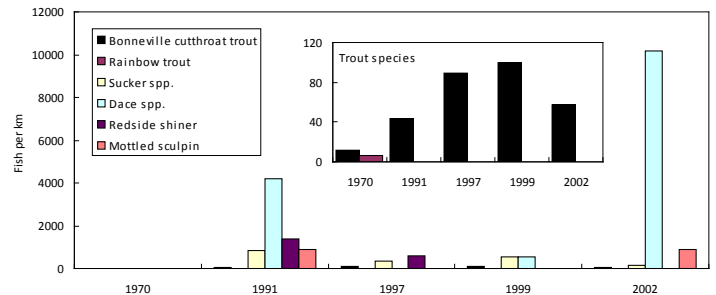 12000
10000
8000
6000
4000
2000
0
Fish per km
Bonneville cutthroat trout
Rainbow trout
Sucker spp.
Dace spp.
Redside shiner
Mottled sculpin
Trout species
120
80
40
0
1970 1991 1997 1999 2002
1970 1991 1997 1999 2002